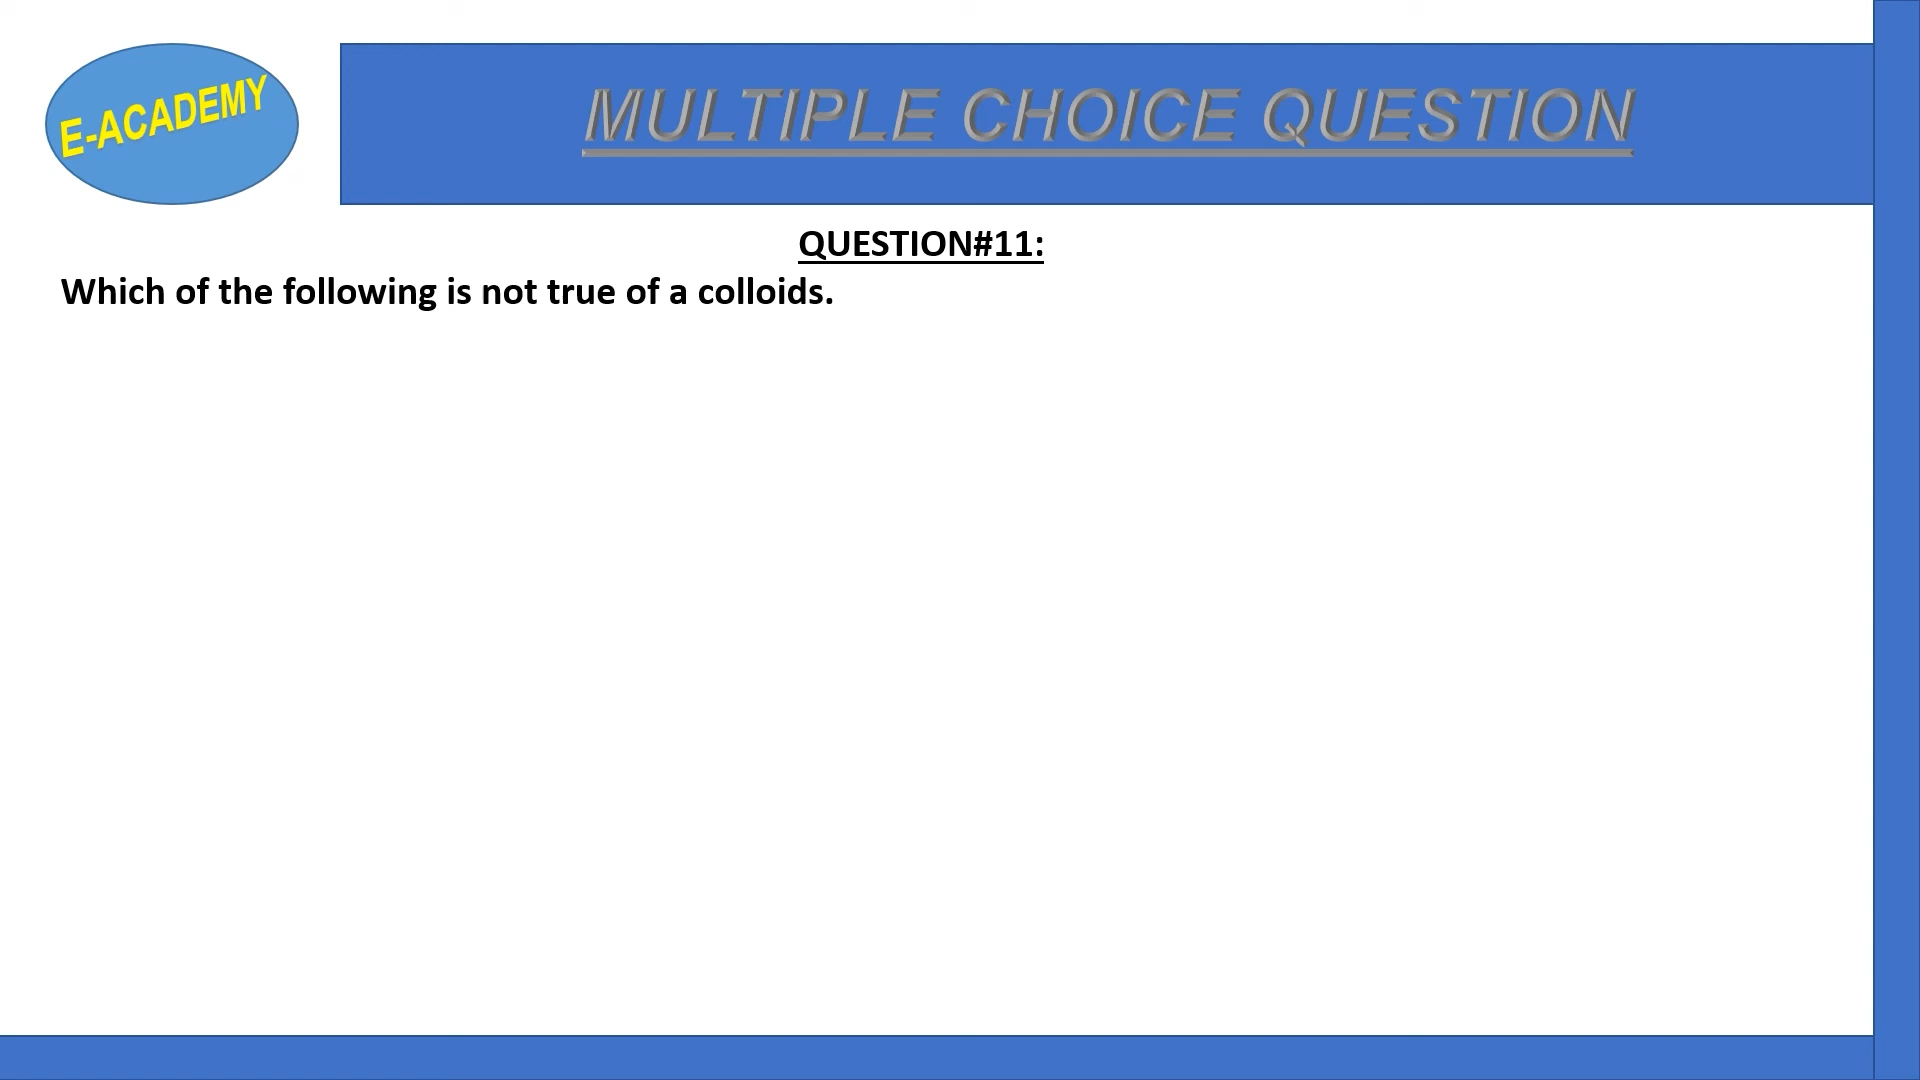 E-ACADEMY
MULTIPLE CHOICE QUESTION
QUESTION#11:
Which of the following is not true of a colloids.